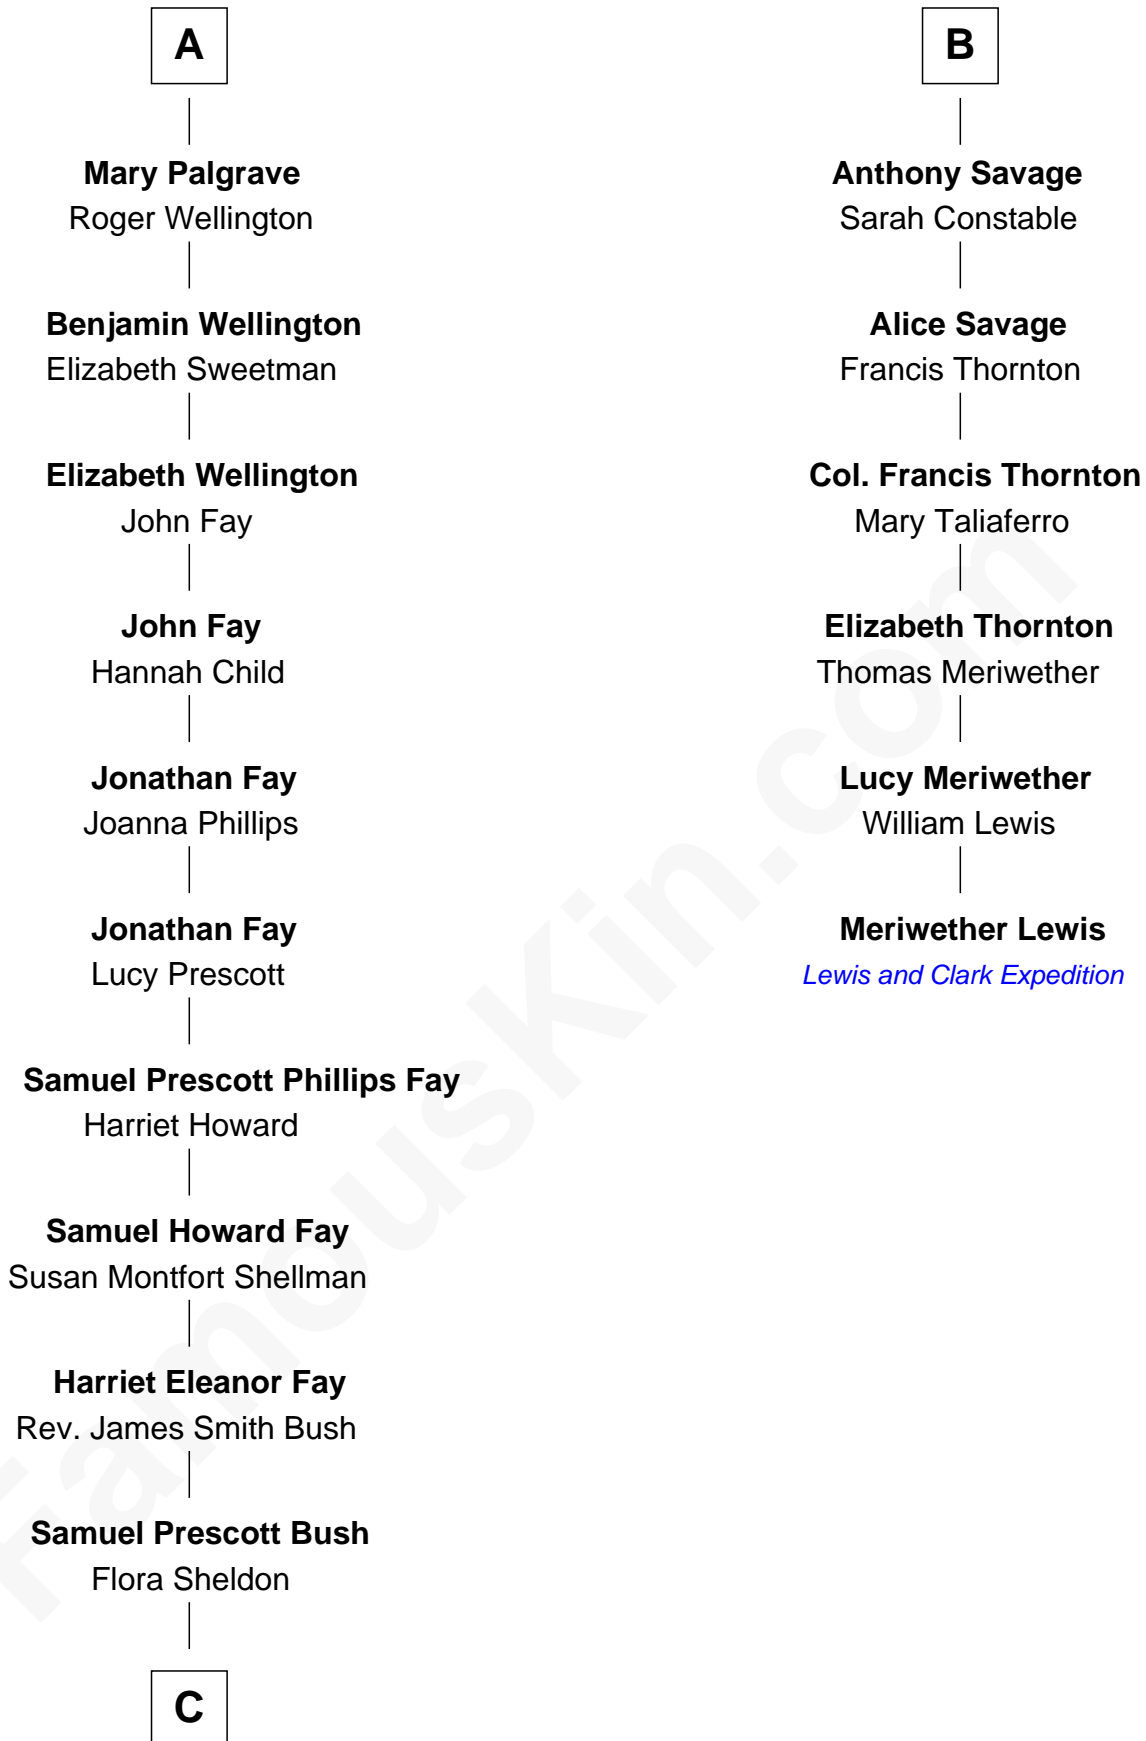 A
Mary Palgrave
Roger Wellington
Benjamin Wellington
Elizabeth Sweetman
Elizabeth Wellington
John Fay
John Fay
Hannah Child
Jonathan Fay
Joanna Phillips
Jonathan Fay
Lucy Prescott
Samuel Prescott Phillips Fay
Harriet Howard
Samuel Howard Fay
Susan Montfort Shellman
Harriet Eleanor Fay
Rev. James Smith Bush
Samuel Prescott Bush
Flora Sheldon
C
B
Anthony Savage
Sarah Constable
Alice Savage
Francis Thornton
Col. Francis Thornton
Mary Taliaferro
Elizabeth Thornton
Thomas Meriwether
Lucy Meriwether
William Lewis
Meriwether Lewis
Lewis and Clark Expedition
FamousKin.com